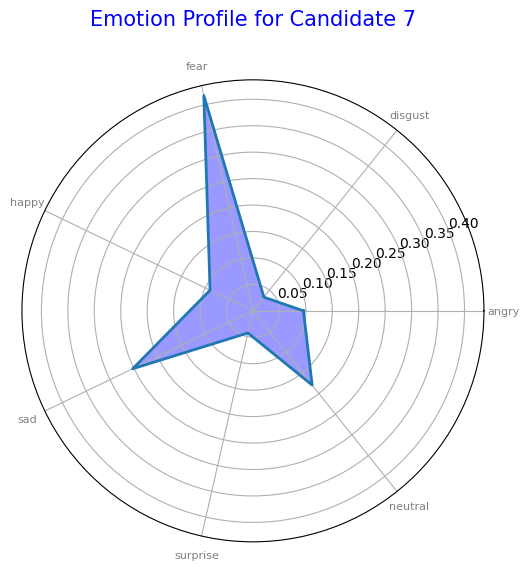 Emotion Profile for Candidate 7
fear
disgust
happy
0.40
0.35
0.30
0.25
0.20
0.15
0.10
0.05
angry
sad
neutral
surprise